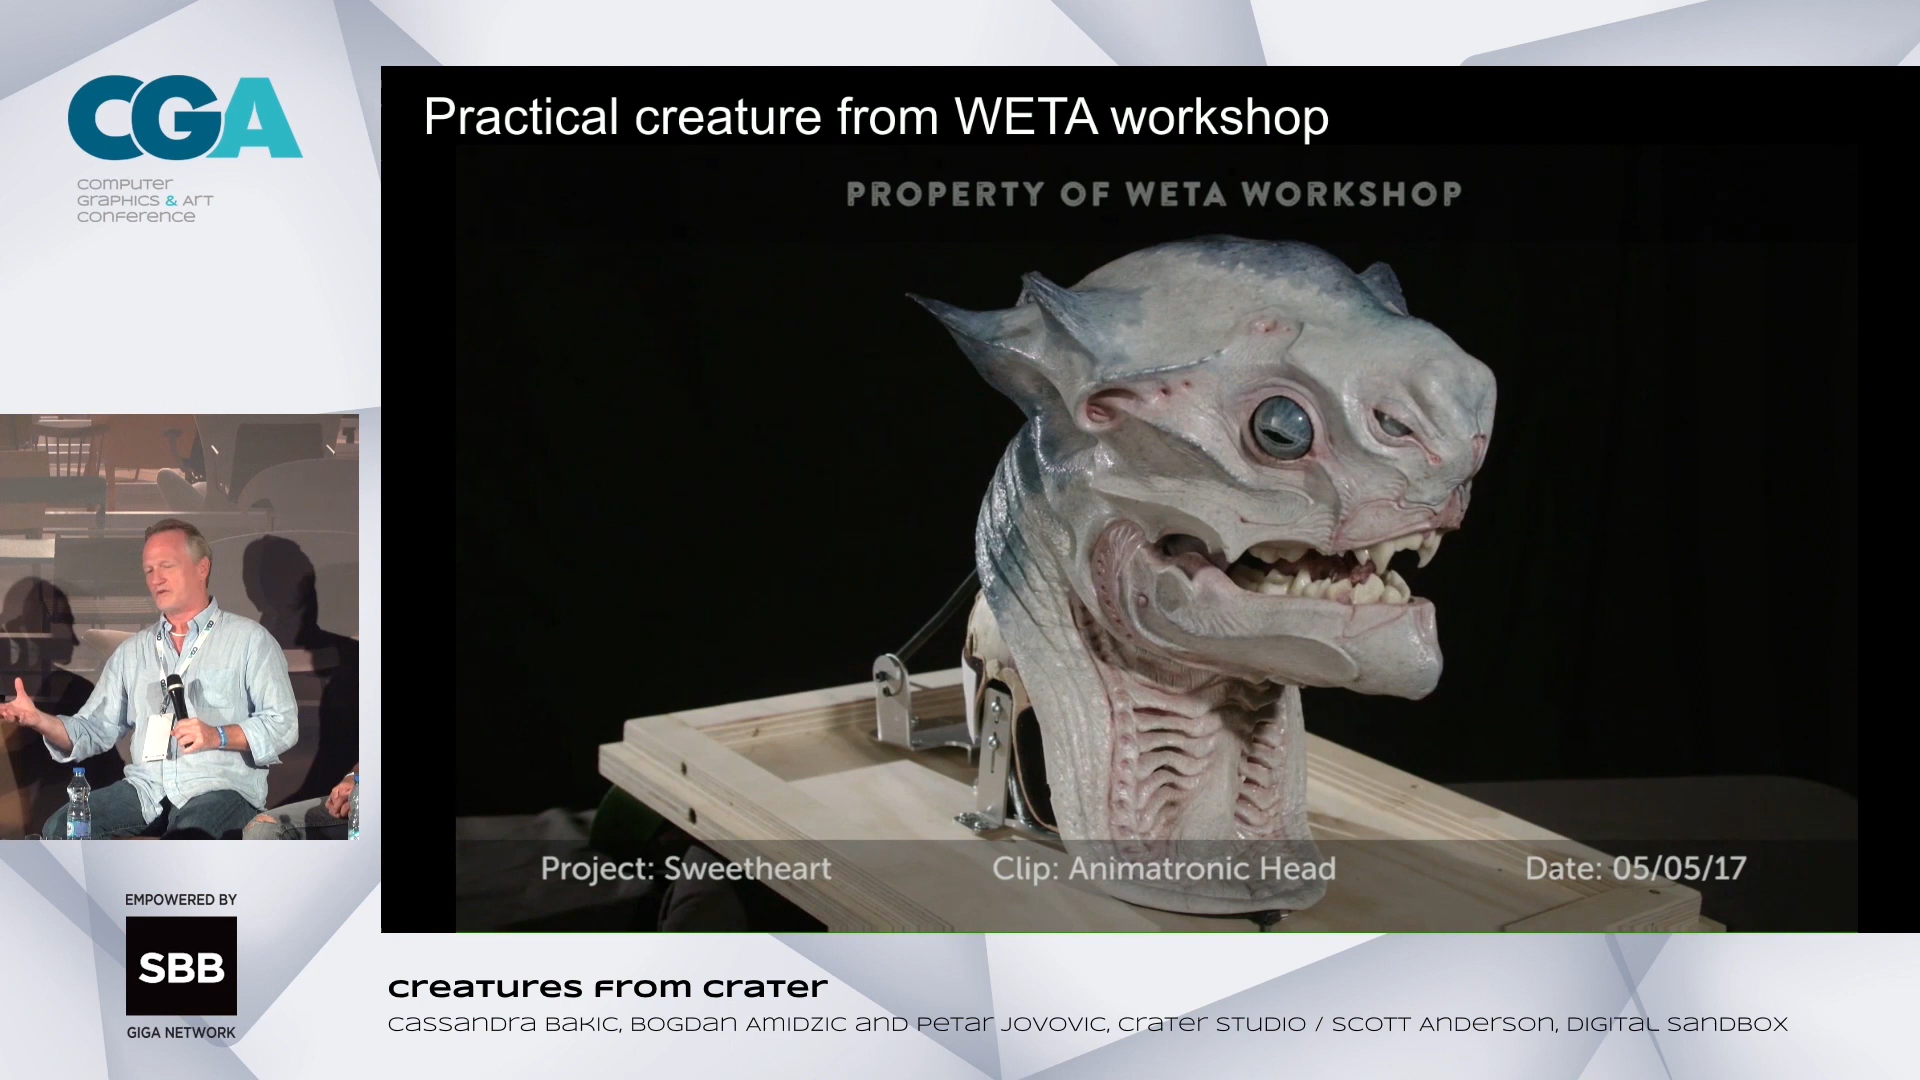 CGA
computer
graphics & art
conference
Practical creature from WETA workshop
PROPERTY OF WETA WORKSHOP
Project: Sweetheart
Clip: Animatronic Head
Date: 05/05/17
EMPOWERED BY
SBB
GIGA NETWORK
creatures from crater
cassandra bakic, bogdan amidzic and petar jovovic, crater studio / scott anderson, digital sandbox